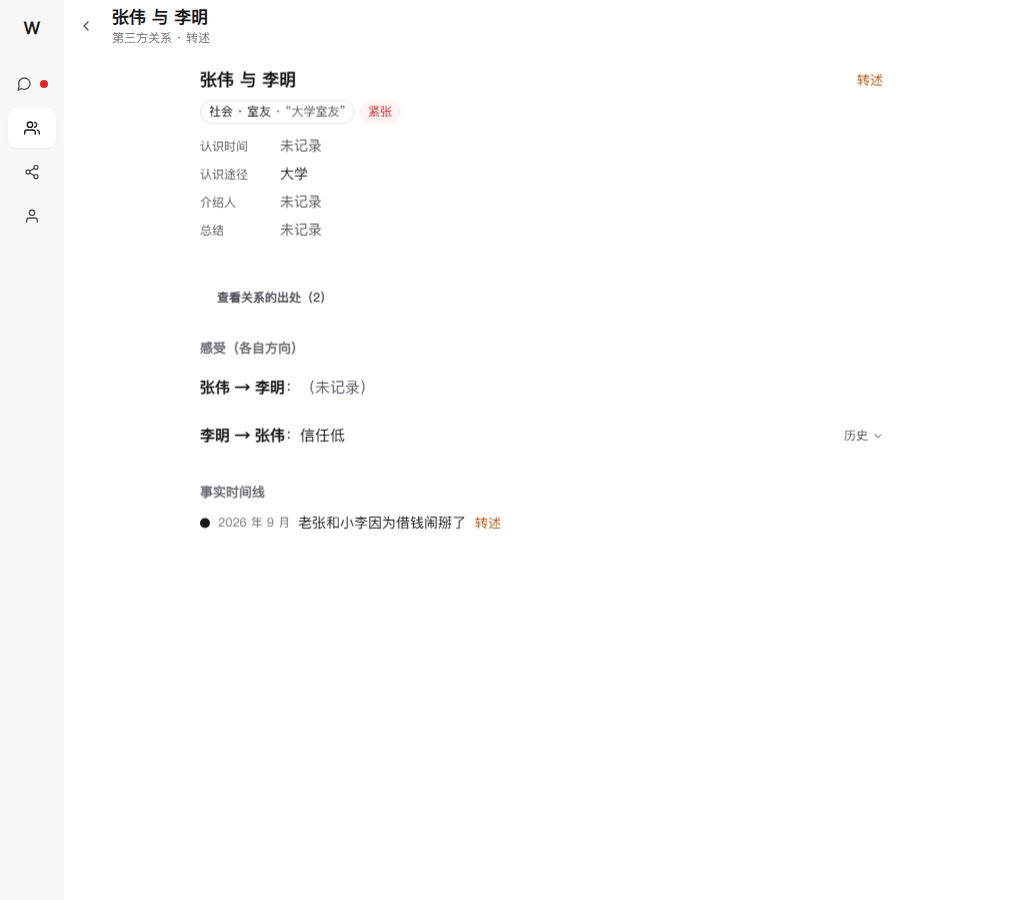 W
张伟 与 李明
第三方关系 · 转述
张伟 与 李明 转述
社会 · 室友 · “大学室友” 紧张
认识时间 未记录
认识途径 大学
介绍人 未记录
总结 未记录
查看关系的出处（2）
感受（各自方向）
张伟 → 李明： （未记录）
李明 → 张伟： 信任低 历史
事实时间线
2026 年 9 月 老张和小李因为借钱闹掰了 转述